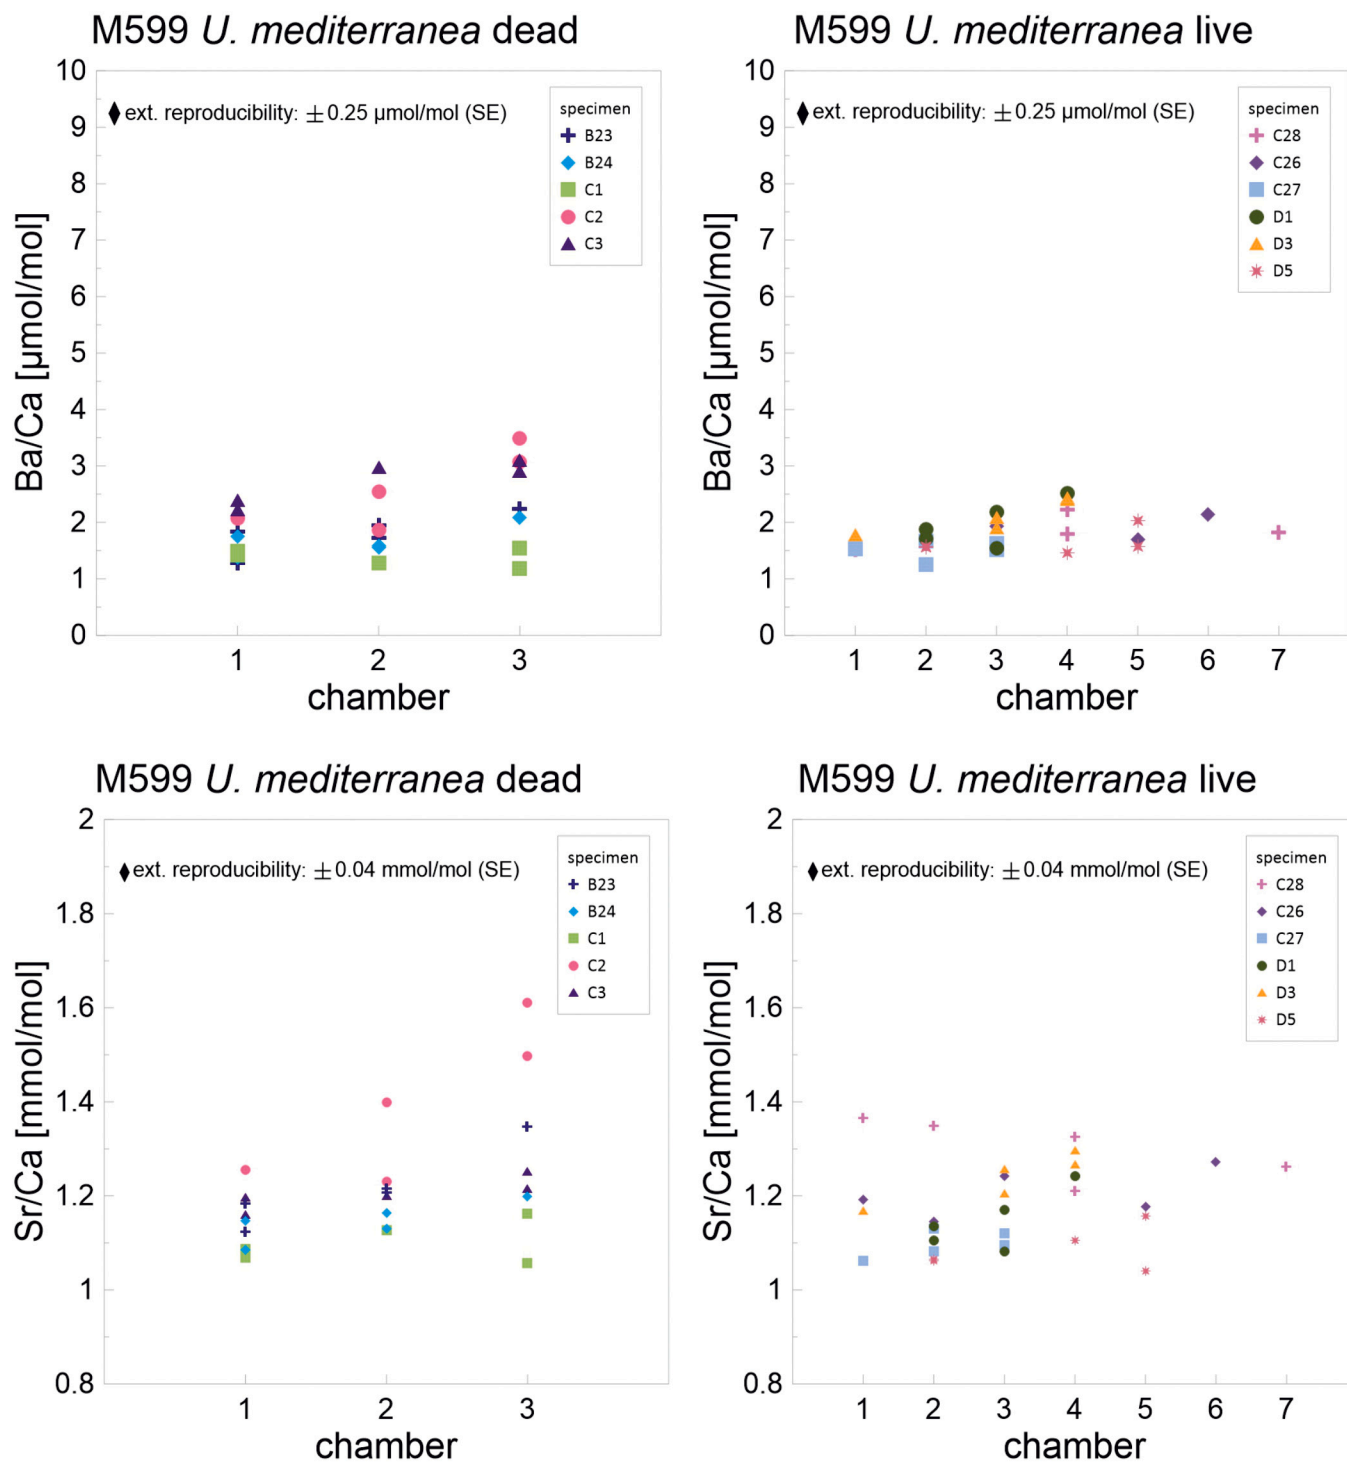 M599 U. mediterranea dead
10
9
8
7
6
5
4
3
2
1
0
Ba/Ca [µmol/mol]
ext. reproducibility: ±0.25 µmol/mol (SE)
specimen
B23
B24
C1
C2
C3
1 2 3
chamber
M599 U. mediterranea live
10
9
8
7
6
5
4
3
2
1
0
Ba/Ca [µmol/mol]
ext. reproducibility: ±0.25 µmol/mol (SE)
specimen
C28
C26
C27
D1
D3
D5
1 2 3 4 5 6 7
chamber
M599 U. mediterranea dead
2
1.8
1.6
1.4
1.2
1
0.8
Sr/Ca [mmol/mol]
ext. reproducibility: ±0.04 mmol/mol (SE)
specimen
B23
B24
C1
C2
C3
1 2 3
chamber
M599 U. mediterranea live
2
1.8
1.6
1.4
1.2
1
0.8
Sr/Ca [mmol/mol]
ext. reproducibility: ±0.04 mmol/mol (SE)
specimen
C28
C26
C27
D1
D3
D5
1 2 3 4 5 6 7
chamber